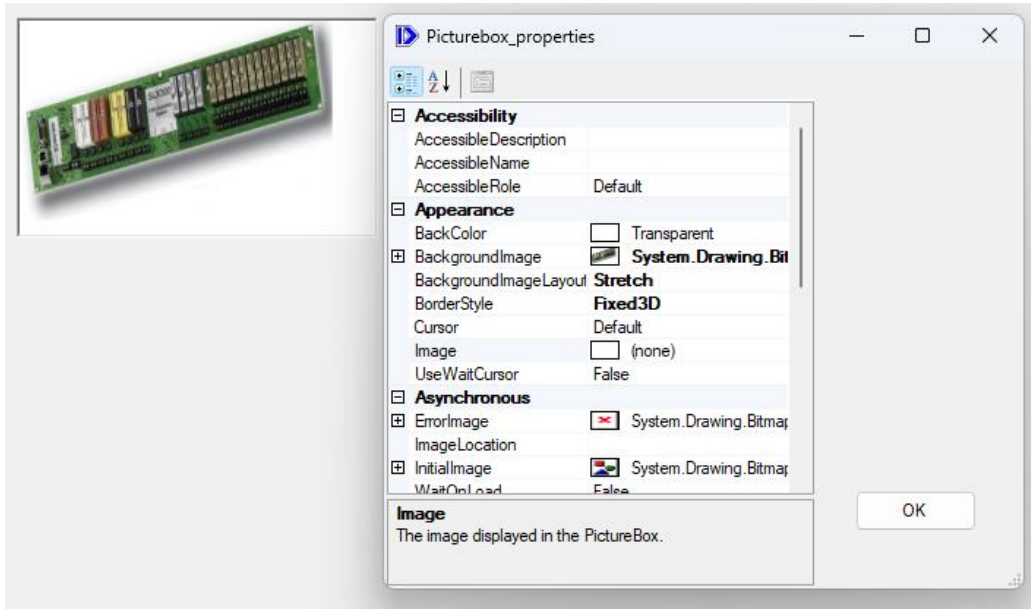 Picturebox_properties
Accessibility
AccessibleDescription
AccessibleName
AccessibleRole Default
Appearance
BackColor Transparent
BackgroundImage System.Drawing.Bit
BackgroundImageLayout Stretch
BorderStyle Fixed3D
Cursor Default
Image (none)
UseWaitCursor False
Asynchronous
ErrorImage System.Drawing.Bitmap
ImageLocation
InitialImage System.Drawing.Bitmap
WaitOnLoad False
Image
The image displayed in the PictureBox.
OK